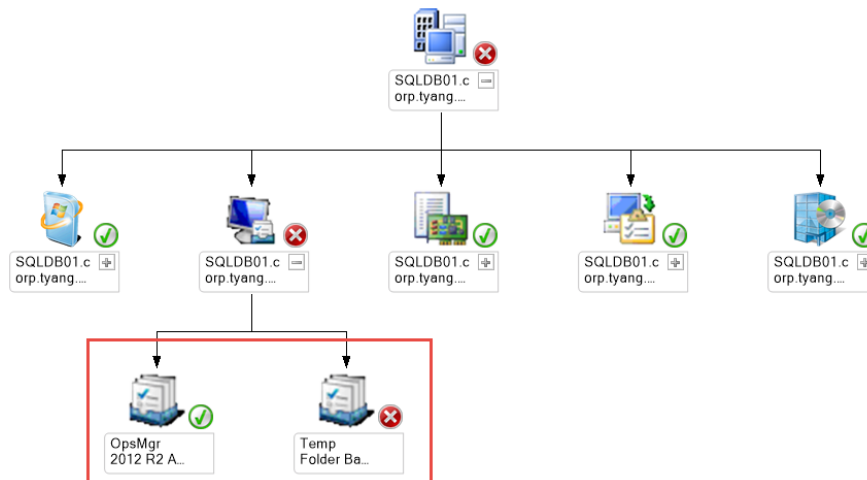 SQLDB01.c
orp.tyang....
SQLDB01.c
orp.tyang....
SQLDB01.c
orp.tyang....
SQLDB01.c
orp.tyang....
SQLDB01.c
orp.tyang....
SQLDB01.c
orp.tyang....
OpsMgr
2012 R2 A...
Temp
Folder Ba...